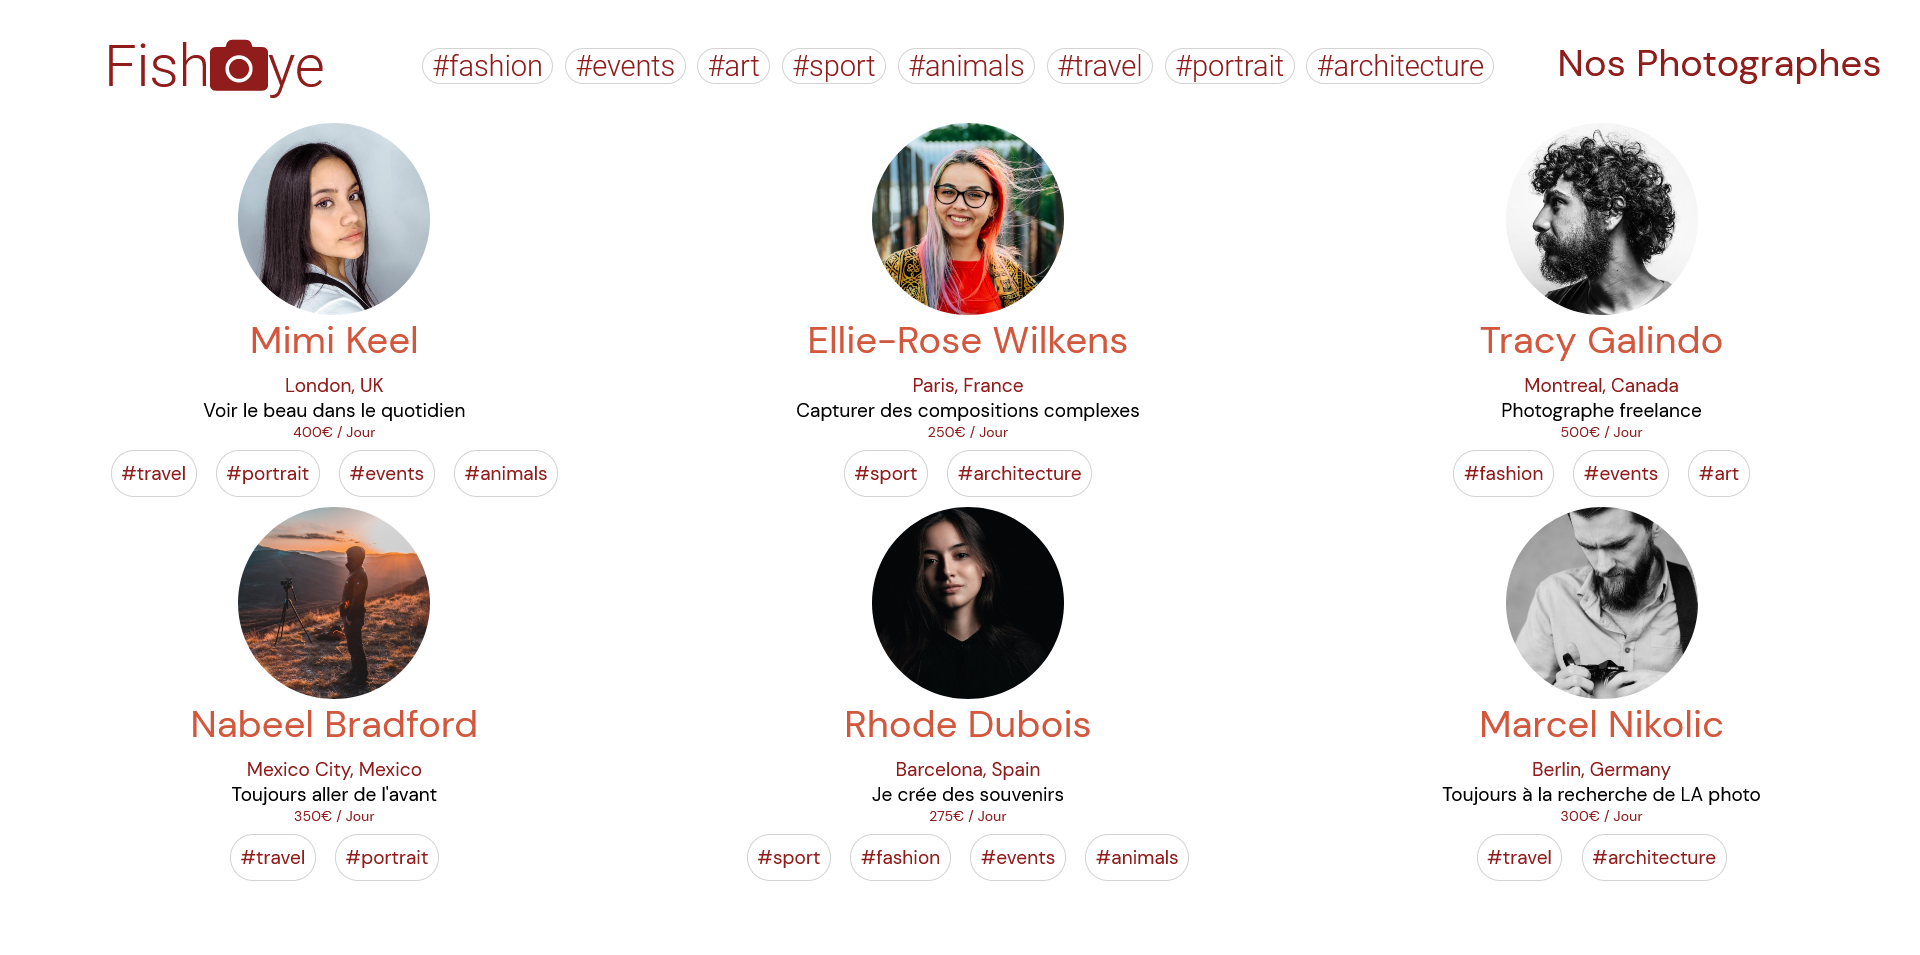 Fisheye
#fashion #events #art #sport #animals #travel #portrait #architecture
Nos Photographes
Mimi Keel
London, UK
Voir le beau dans le quotidien
400€ / Jour
#travel #portrait #events #animals
Ellie-Rose Wilkens
Paris, France
Capturer des compositions complexes
250€ / Jour
#sport #architecture
Tracy Galindo
Montreal, Canada
Photographe freelance
500€ / Jour
#fashion #events #art
Nabeel Bradford
Mexico City, Mexico
Toujours aller de l'avant
350€ / Jour
#travel #portrait
Rhode Dubois
Barcelona, Spain
Je crée des souvenirs
275€ / Jour
#sport #fashion #events #animals
Marcel Nikolic
Berlin, Germany
Toujours à la recherche de LA photo
300€ / Jour
#travel #architecture